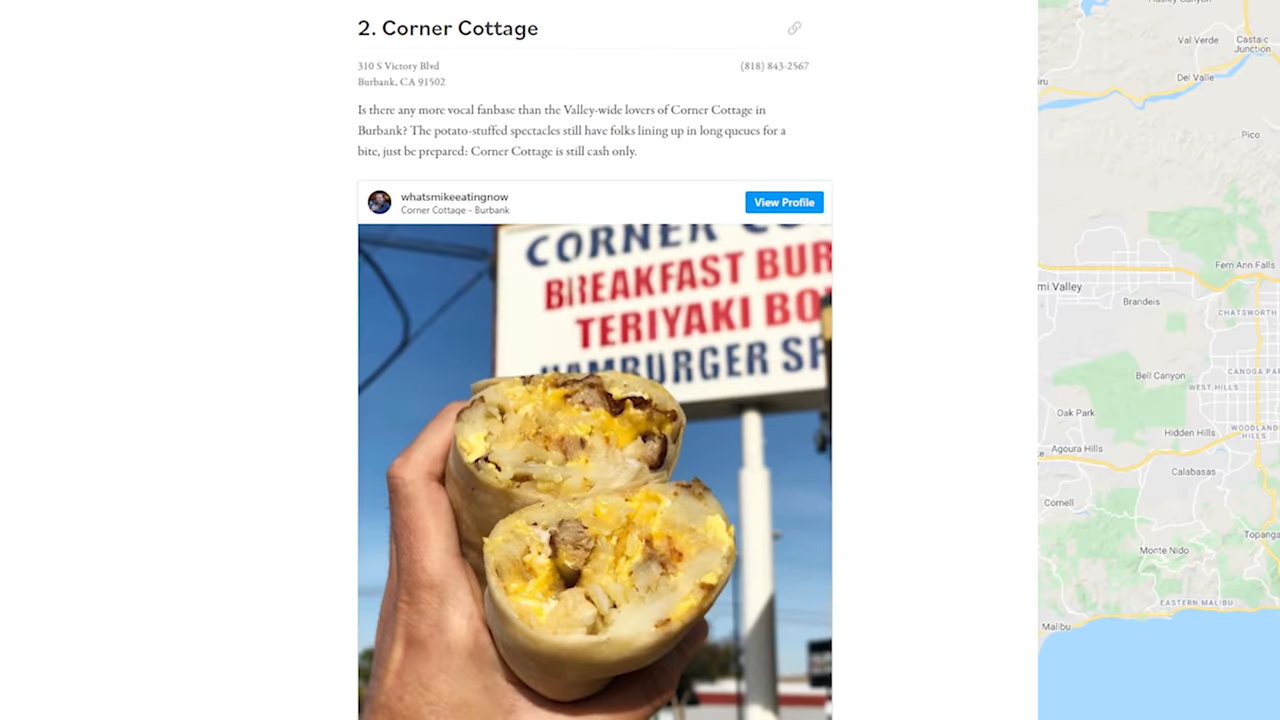 2. Corner Cottage
310 S Victory Blvd
(818) 843-2567
Burbank, CA 91502
Is there any more vocal fanbase than the Valley-wide lovers of Corner Cottage in
Burbank? The potato-stuffed spectacles still have folks lining up in long queues for a
bite, just be prepared: Corner Cottage is still cash only.
whatsmikeeatingnow
Corner Cottage - Burbank
View Profile
CORNER CO
BREAKFAST BUR
TERIYAKI BO
HAMBURGER SP
Val Verde
Castaic
Junction
Del Valle
Pico
Fern Ann Falls
mi Valley
Brandeis
CHATSWORTH
Bell Canyon
CANOGA PAR
WEST HILLS
Oak Park
Hidden Hills
WOODLAND
HILLS
Agoura Hills
Calabasas
Cornell
Topanga
Monte Nido
EASTERN MALIBU
Malibu